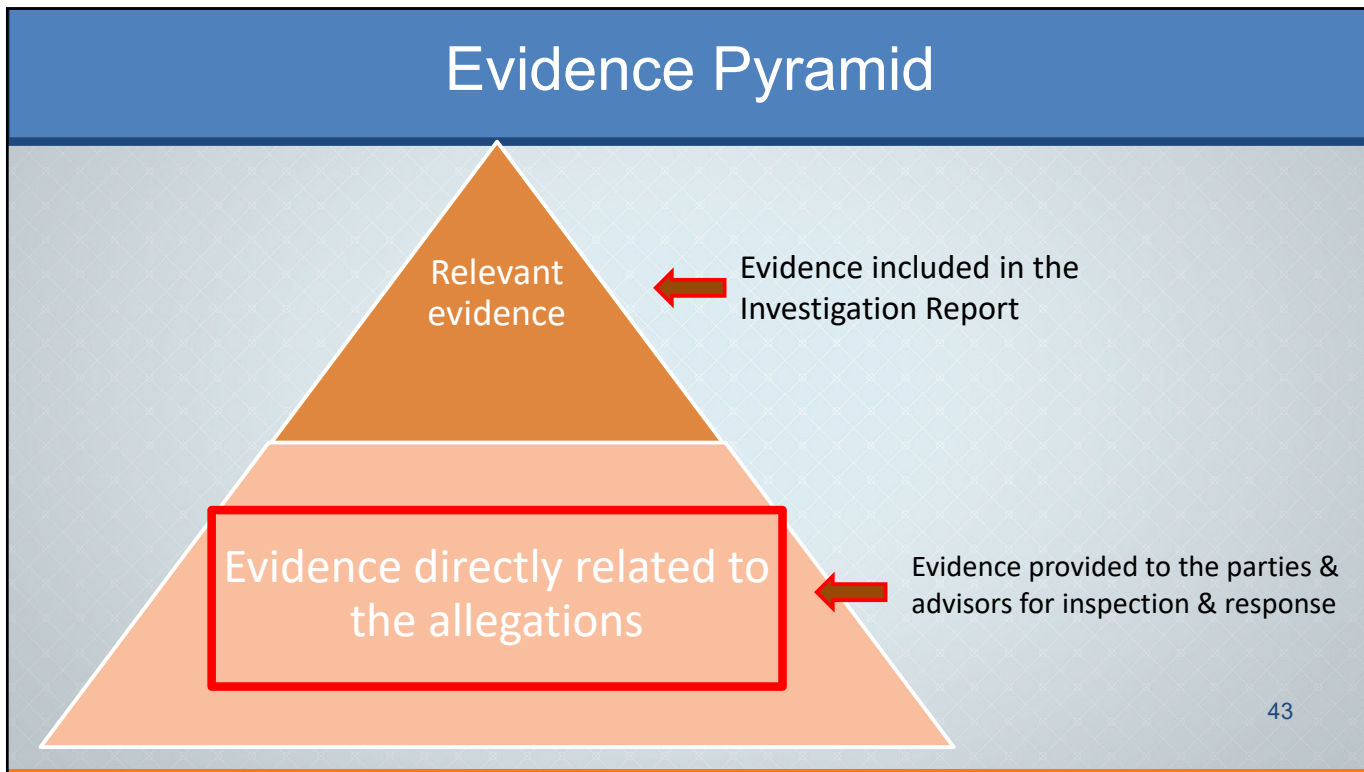 Evidence Pyramid
Relevant
evidence
Evidence included in the
Investigation Report
Evidence directly related to
the allegations
Evidence provided to the parties &
advisors for inspection & response
43